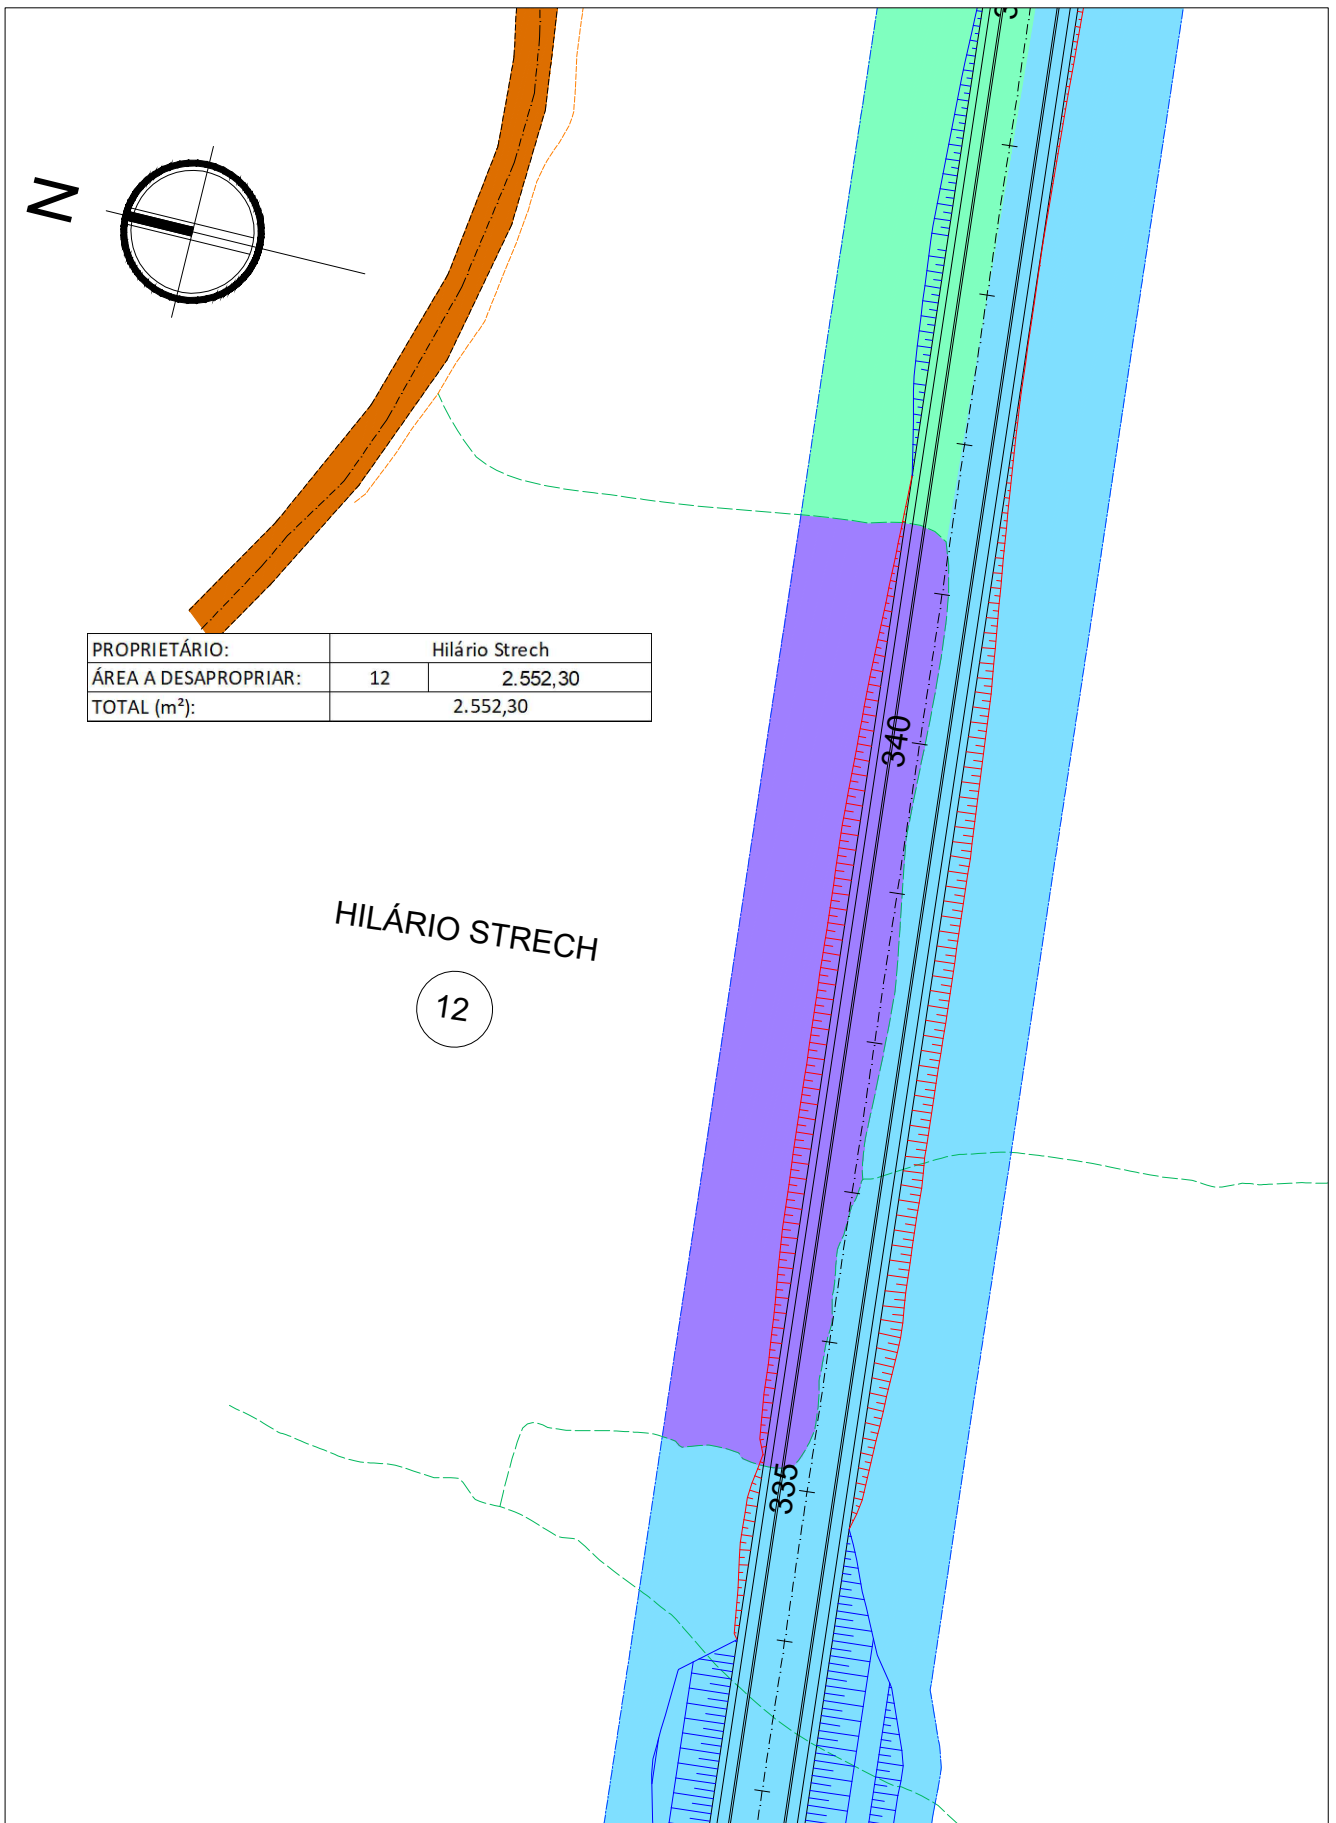 N
PROPRIETÁRIO: Hilário Strech
ÁREA A DESAPROPRIAR: 12 2.552,30
TOTAL (m²): 2.552,30
340
HILÁRIO STRECH
12
335